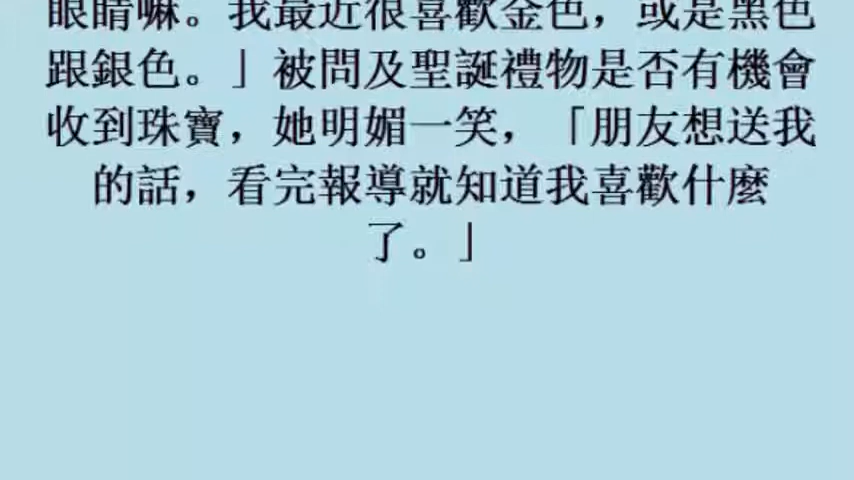 眼睛嘛。我最近很喜歡金色，或是黑色
跟銀色。」被問及聖誕禮物是否有機會
收到珠寶，她明媚一笑，「朋友想送我
的話，看完報導就知道我喜歡什麼
了。」